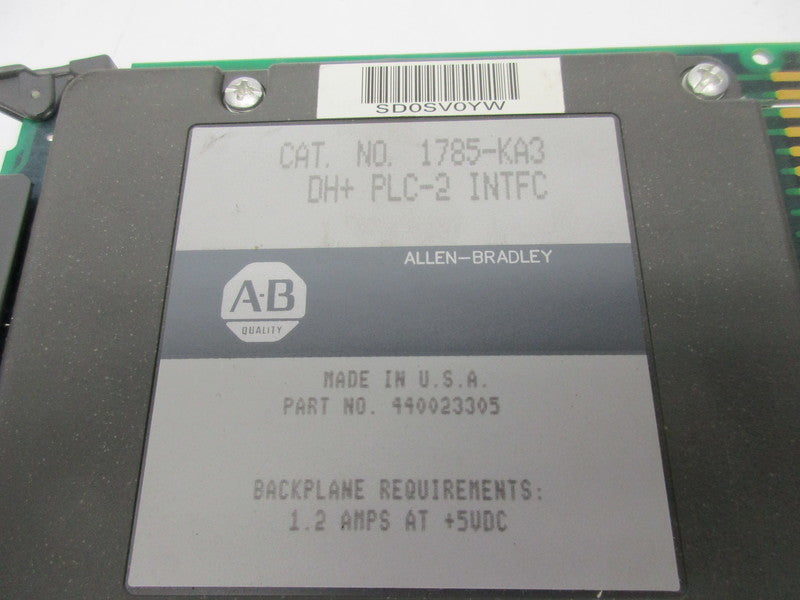 SD0SV0YW
CAT. NO. 1785-KA3
DH+ PLC-2 INTFC
ALLEN-BRADLEY
A-B
QUALITY
MADE IN U.S.A.
PART NO. 440023305
BACKPLANE REQUIREMENTS:
1.2 AMPS AT +5VDC